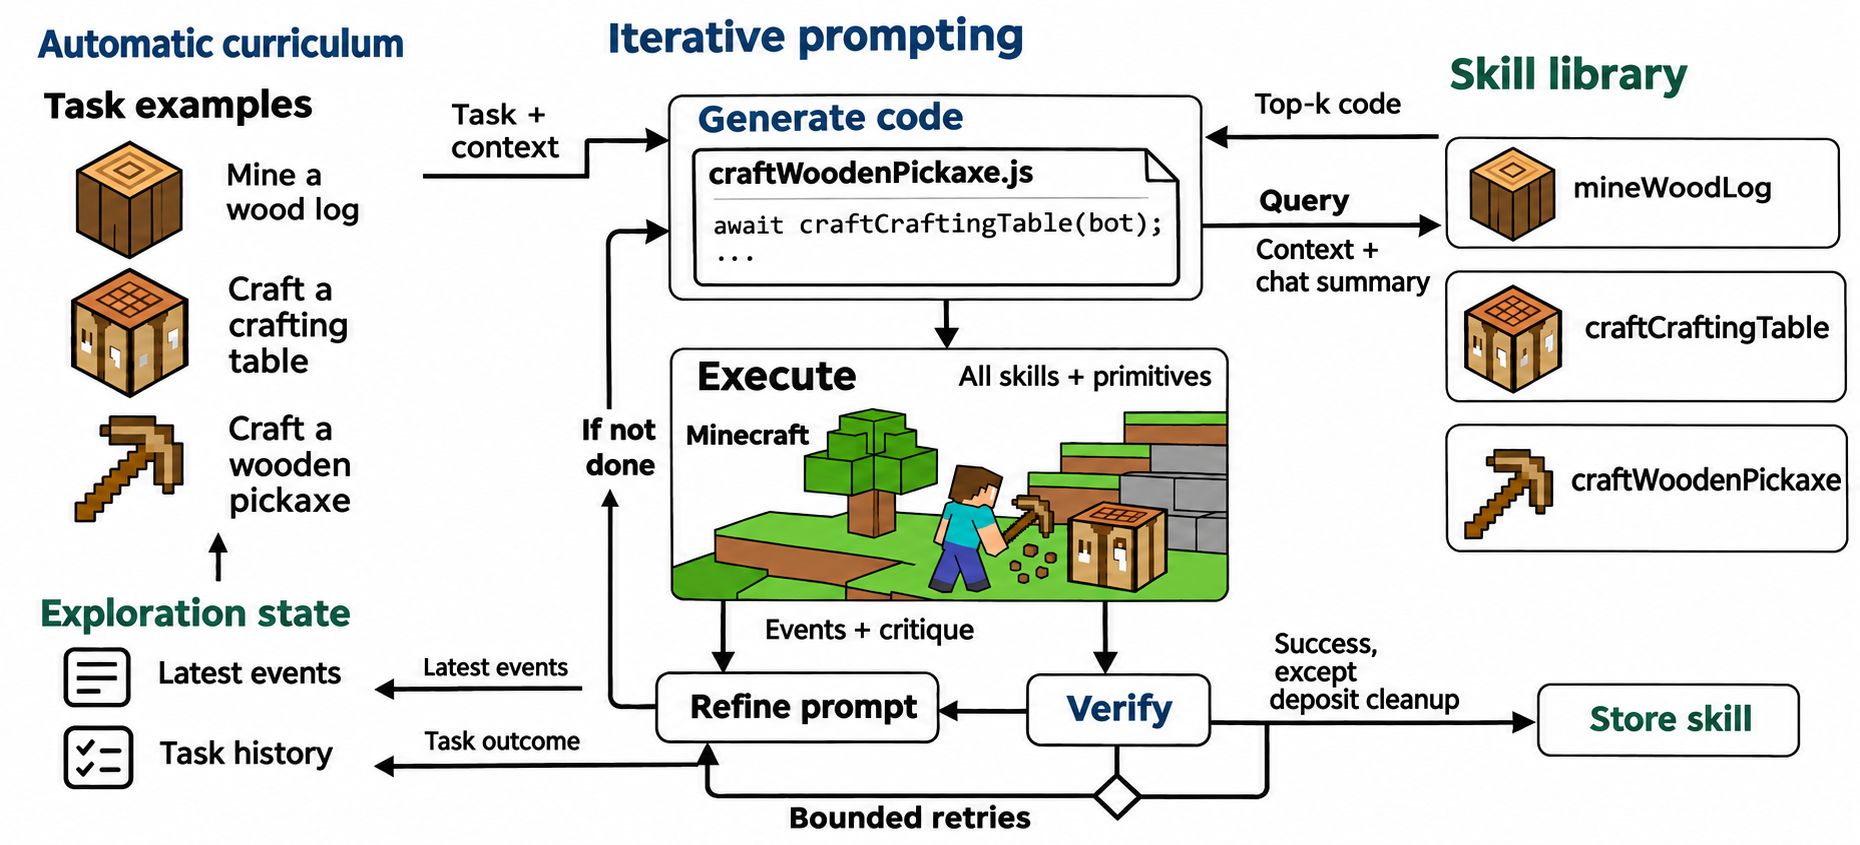 Automatic curriculum
Task examples
Mine a
wood log
Craft a
crafting
table
Craft a
wooden
pickaxe
Exploration state
Latest events
Task history
Task +
context
Iterative prompting
Generate code
craftWoodenPickaxe.js
await craftCraftingTable(bot);
...
Execute
All skills + primitives
Minecraft
If not
done
Events + critique
Latest events
Task outcome
Refine prompt
Verify
Bounded retries
Success,
except
deposit cleanup
Store skill
Skill library
Top-k code
Query
Context +
chat summary
mineWoodLog
craftCraftingTable
craftWoodenPickaxe